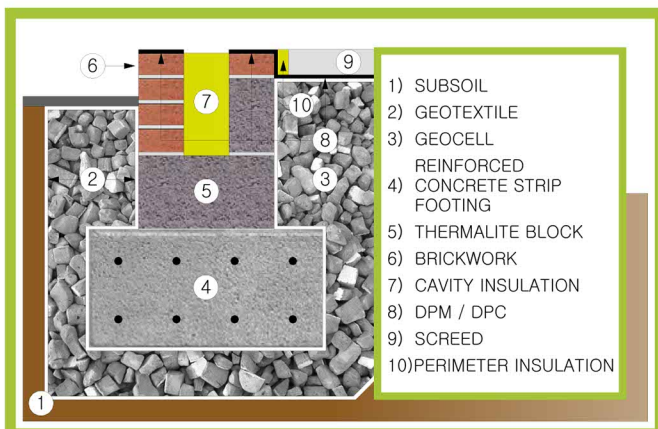 6
7
9
10
8
2
3
5
4
1
1) SUBSOIL
2) GEOTEXTILE
3) GEOCELL
REINFORCED
4) CONCRETE STRIP
FOOTING
5) THERMALITE BLOCK
6) BRICKWORK
7) CAVITY INSULATION
8) DPM / DPC
9) SCREED
10)PERIMETER INSULATION